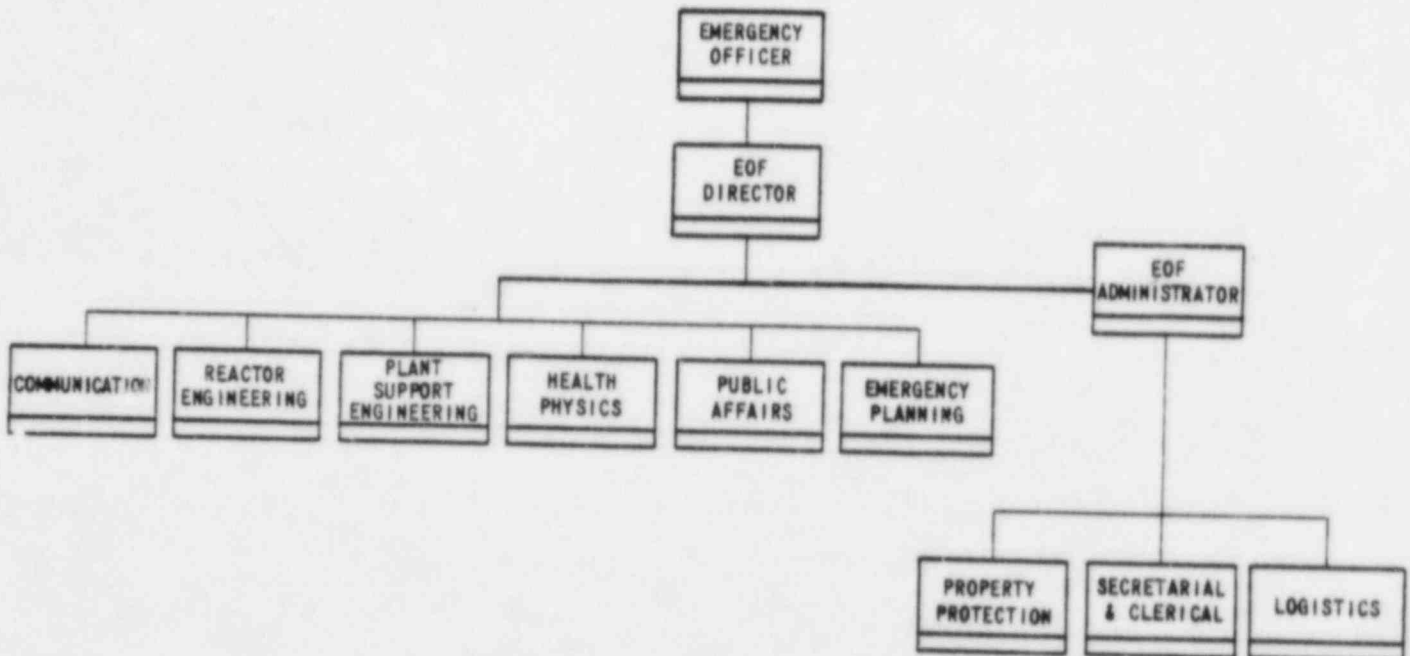 EMERGENCY
OFFICER
EOF
DIRECTOR
EOF
ADMINISTRATOR
COMMUNICATION
REACTOR
ENGINEERING
PLANT
SUPPORT
ENGINEERING
HEALTH
PHYSICS
PUBLIC
AFFAIRS
EMERGENCY
PLANNING
PROPERTY
PROTECTION
SECRETARIAL
& CLERICAL
LOGISTICS